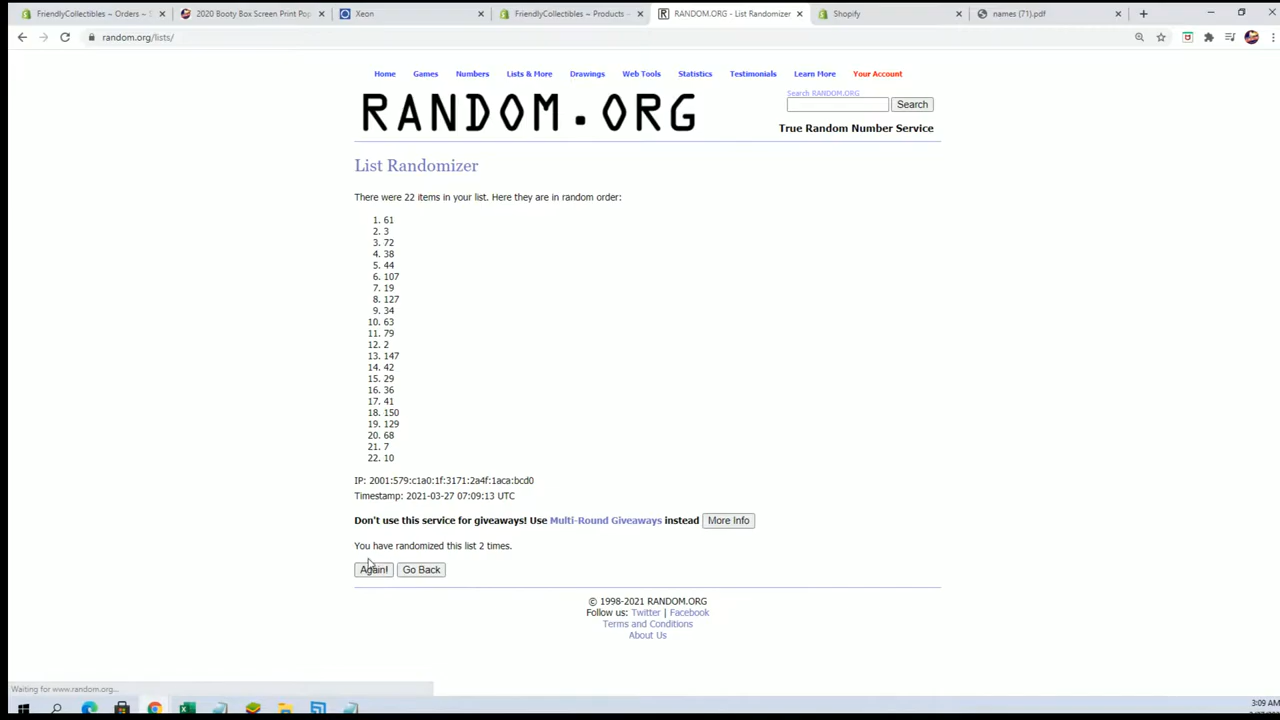 FriendlyCollectibles ~ Orders ~ S
2020 Booty Box Screen Print Pop
Xeon
FriendlyCollectibles ~ Products ~
RANDOM.ORG - List Randomizer
Shopify
names (71).pdf
random.org/lists/
Home Games Numbers Lists & More Drawings Web Tools Statistics Testimonials Learn More Your Account
Search RANDOM.ORG
RANDOM.ORG
Search
True Random Number Service
List Randomizer
There were 22 items in your list. Here they are in random order:
1. 61
2. 3
3. 72
4. 38
5. 44
6. 107
7. 19
8. 127
9. 34
10. 63
11. 79
12. 2
13. 147
14. 42
15. 29
16. 36
17. 41
18. 150
19. 129
20. 68
21. 7
22. 10
IP: 2001:579:c1a0:1f:3171:2a4f:1aca:bcd0
Timestamp: 2021-03-27 07:09:13 UTC
Don't use this service for giveaways! Use Multi-Round Giveaways instead More Info
You have randomized this list 2 times.
Again! Go Back
© 1998-2021 RANDOM.ORG
Follow us: Twitter | Facebook
Terms and Conditions
About Us
Waiting for www.random.org...
3:09 AM